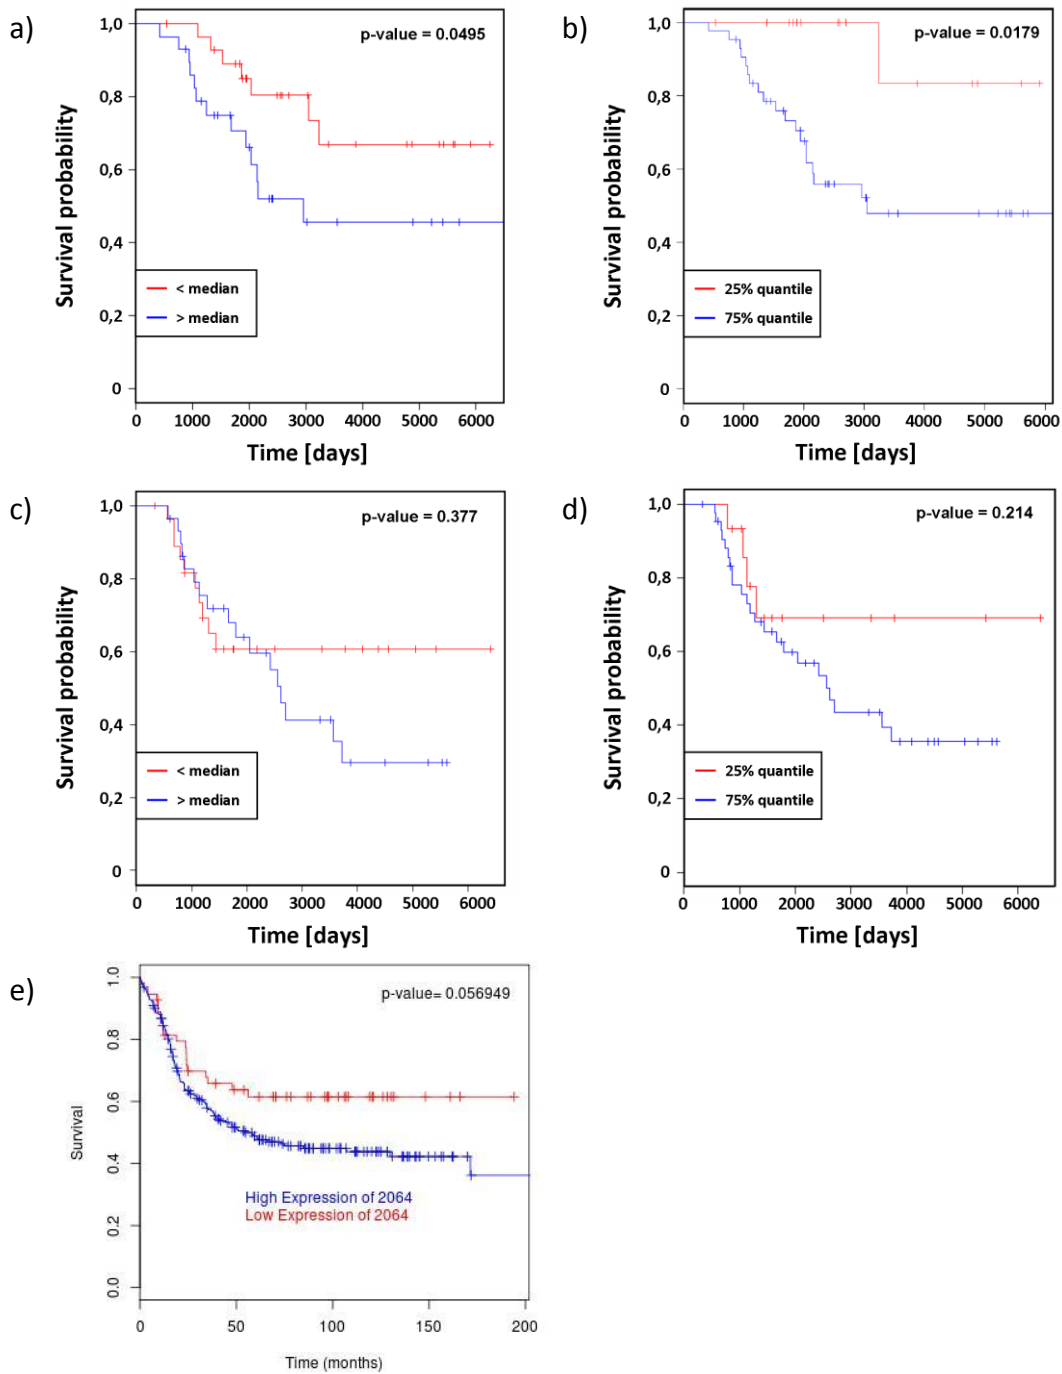 a)
p-value = 0.0495
Survival probability
1,0
0,8
0,6
0,4
0,2
0
< median
> median
0 1000 2000 3000 4000 5000 6000
Time [days]
b)
p-value = 0.0179
Survival probability
1,0
0,8
0,6
0,4
0,2
0
25% quantile
75% quantile
0 1000 2000 3000 4000 5000 6000
Time [days]
c)
p-value = 0.377
Survival probability
1,0
0,8
0,6
0,4
0,2
0
< median
> median
0 1000 2000 3000 4000 5000 6000
Time [days]
d)
p-value = 0.214
Survival probability
1,0
0,8
0,6
0,4
0,2
0
25% quantile
75% quantile
0 1000 2000 3000 4000 5000 6000
Time [days]
e)
p-value= 0.056949
Survival
1.0
0.8
0.6
0.4
0.2
0.0
High Expression of 2064
Low Expression of 2064
0 50 100 150 200
Time (months)